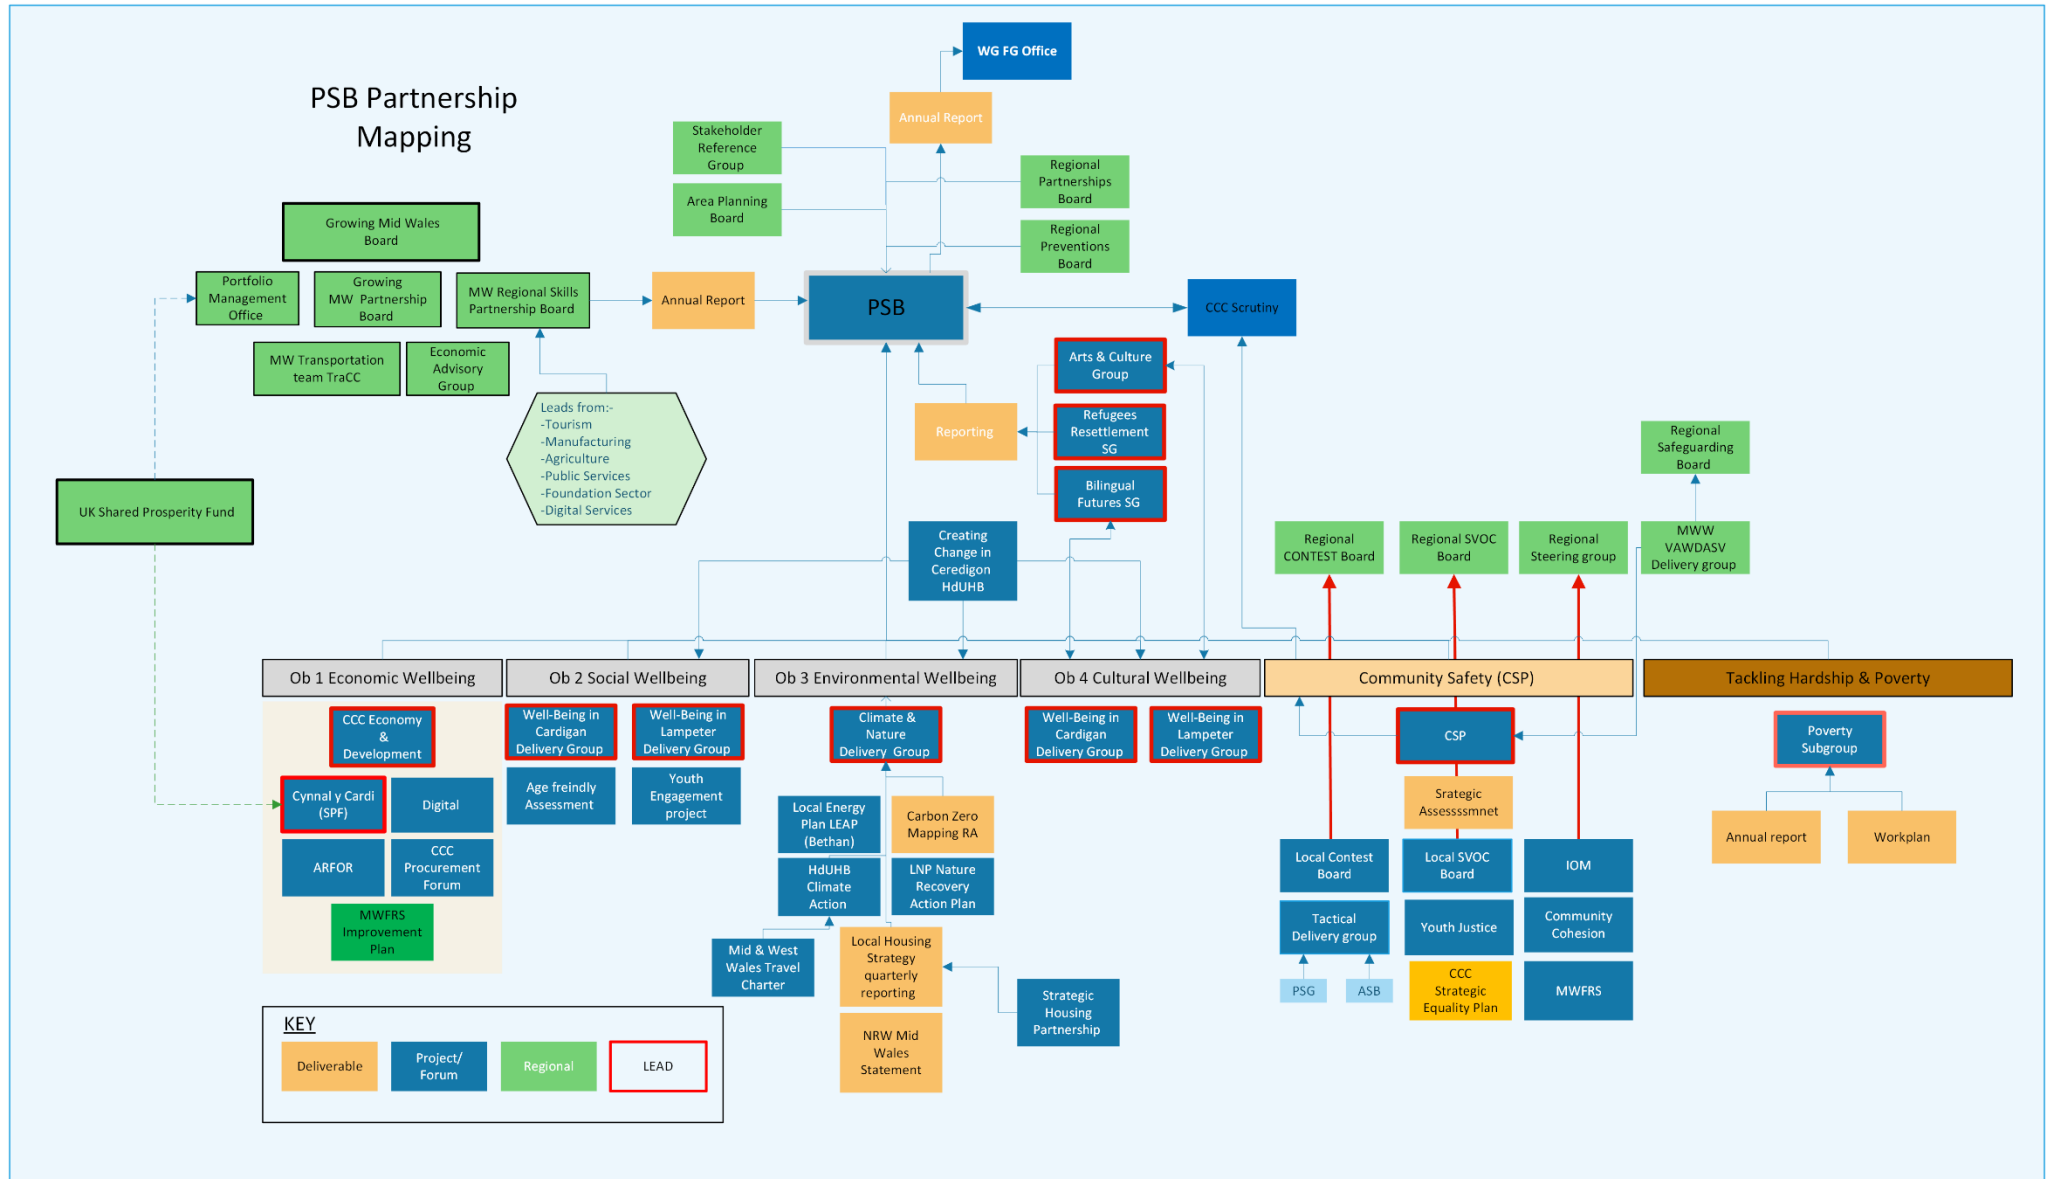 PSB Partnership
Mapping
WG FG Office
Annual Report
Stakeholder
Reference
Group
Area Planning
Board
Regional
Partnerships
Board
Regional
Preventions
Board
Growing Mid Wales
Board
Portfolio
Management
Office
Growing
MW Partnership
Board
MW Regional Skills
Partnership Board
Annual Report
PSB
CCC Scrutiny
MW Transportation
team TraCC
Economic
Advisory
Group
Leads from:-
-Tourism
-Manufacturing
-Agriculture
-Public Services
-Foundation Sector
-Digital Services
Arts & Culture
Group
Reporting
Refugees
Resettlement
SG
Bilingual
Futures SG
UK Shared Prosperity Fund
Regional
Safeguarding
Board
Creating
Change in
Ceredigon
HdUHB
Regional
CONTEST Board
Regional SVOC
Board
Regional
Steering group
MWW
VAWDASV
Delivery group
Ob 1 Economic Wellbeing
Ob 2 Social Wellbeing
Ob 3 Environmental Wellbeing
Ob 4 Cultural Wellbeing
Community Safety (CSP)
Tackling Hardship & Poverty
CCC Economy
&
Development
Cynnal y Cardi
(SPF)
Digital
ARFOR
CCC
Procurement
Forum
MWFRS
Improvement
Plan
Well-Being in
Cardigan
Delivery Group
Well-Being in
Lampeter
Delivery Group
Age freindly
Assessment
Youth
Engagement
project
Climate &
Nature
Delivery Group
Local Energy
Plan LEAP
(Bethan)
Carbon Zero
Mapping RA
HdUHB
Climate
Action
LNP Nature
Recovery
Action Plan
Mid & West
Wales Travel
Charter
Local Housing
Strategy
quarterly
reporting
NRW Mid
Wales
Statement
Strategic
Housing
Partnership
Well-Being in
Cardigan
Delivery Group
Well-Being in
Lampeter
Delivery Group
CSP
Srategic
Assesssmnet
Local Contest
Board
Local SVOC
Board
IOM
Tactical
Delivery group
Youth Justice
Community
Cohesion
PSG
ASB
CCC
Strategic
Equality Plan
MWFRS
Poverty
Subgroup
Annual report
Workplan
KEY
Deliverable
Project/
Forum
Regional
LEAD